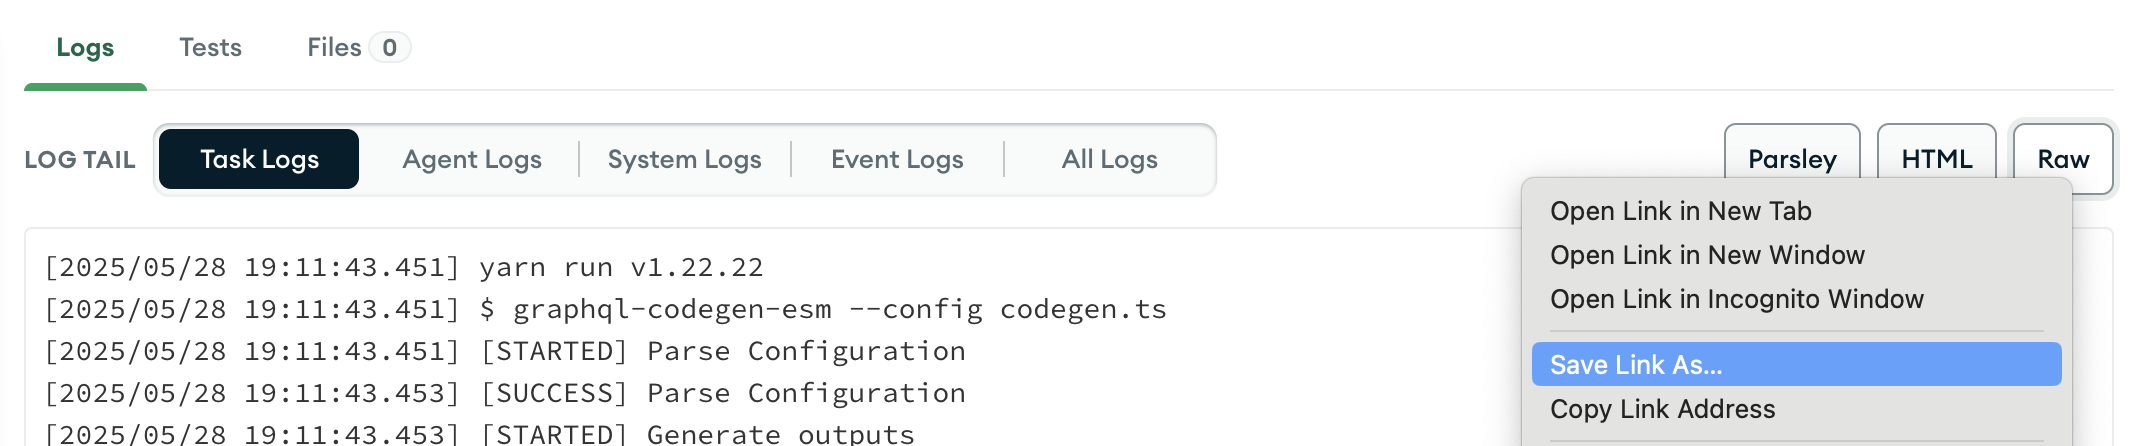 Logs Tests Files 0
LOG TAIL Task Logs Agent Logs System Logs Event Logs All Logs Parsley HTML Raw
[2025/05/28 19:11:43.451] yarn run v1.22.22
[2025/05/28 19:11:43.451] $ graphql-codegen-esm --config codegen.ts
[2025/05/28 19:11:43.451] [STARTED] Parse Configuration
[2025/05/28 19:11:43.453] [SUCCESS] Parse Configuration
[2025/05/28 19:11:43.453] [STARTED] Generate outputs
Open Link in New Tab
Open Link in New Window
Open Link in Incognito Window
Save Link As...
Copy Link Address